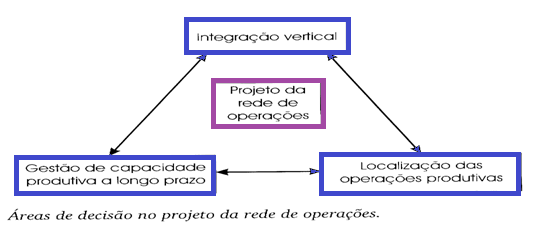 integração vertical
Projeto da
rede de
operações
Gestão de capacidade
produtiva a longo prazo
Localização das
operações produtivas
Áreas de decisão no projeto da rede de operações.